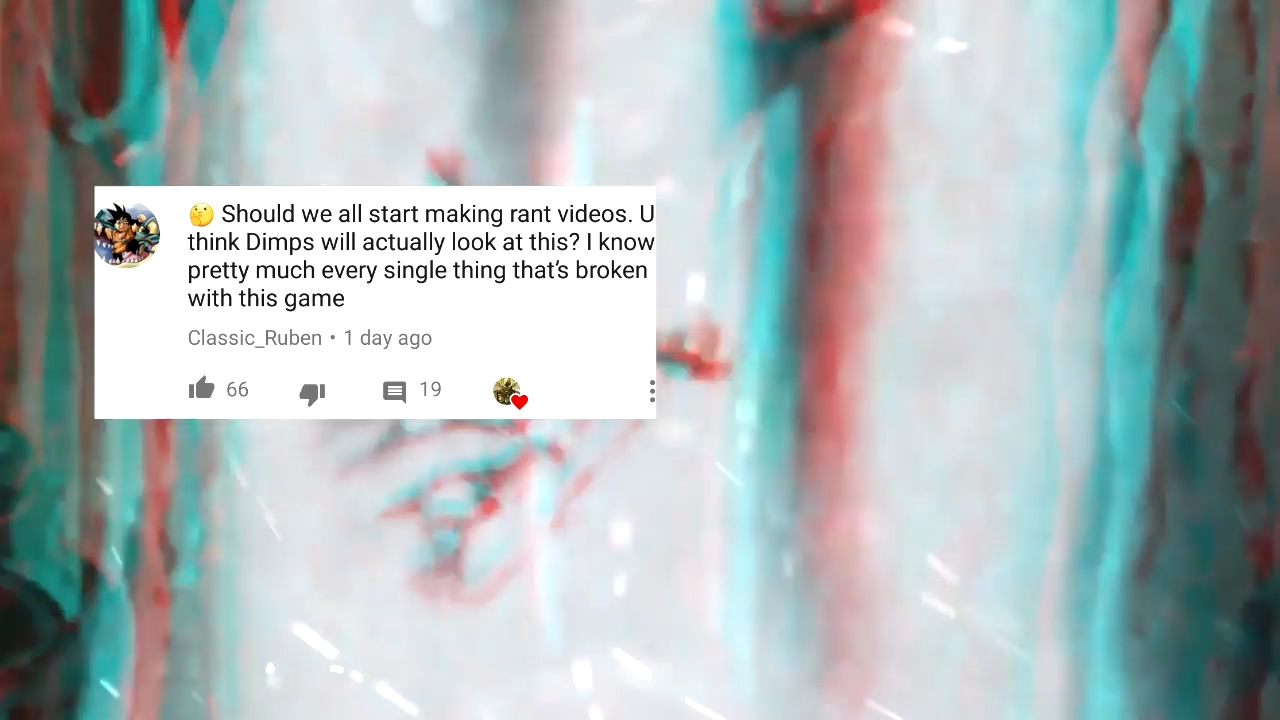 🤔 Should we all start making rant videos. U
think Dimps will actually look at this? I know
pretty much every single thing that's broken
with this game
Classic_Ruben • 1 day ago
66
19